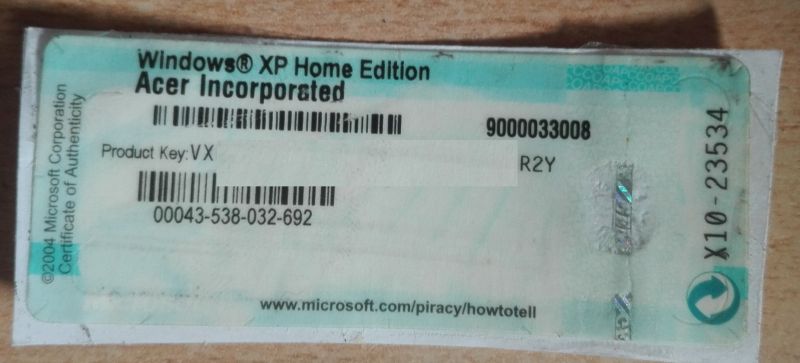 Windows® XP Home Edition
Acer Incorporated
9000033008
Product Key: VX
R2Y
00043-538-032-692
www.microsoft.com/piracy/howtotell
©2004 Microsoft Corporation
Certificate of Authenticity
X10-23534